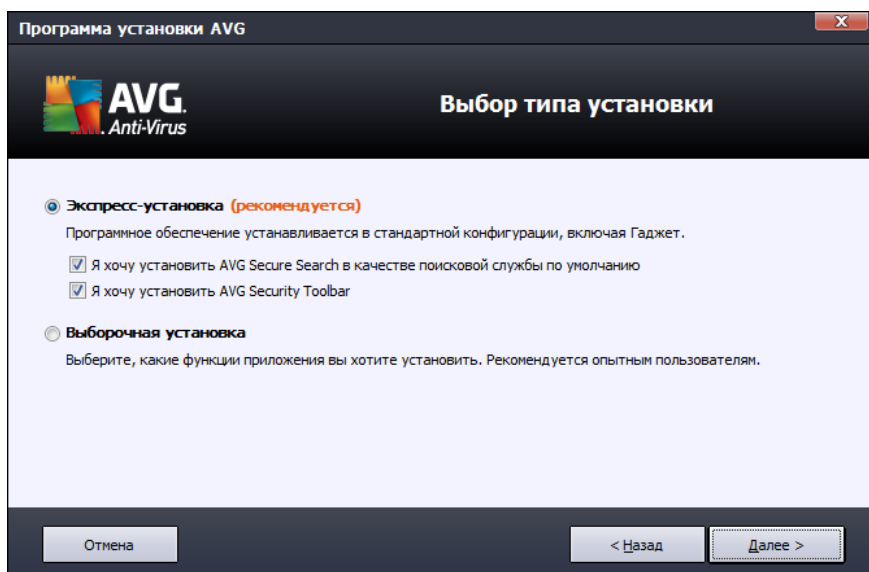 Программа установки AVG
X
AVG.
Anti-Virus
Выбор типа установки
Экспресс-установка (рекомендуется)
Программное обеспечение устанавливается в стандартной конфигурации, включая Гаджет.
Я хочу установить AVG Secure Search в качестве поисковой службы по умолчанию
Я хочу установить AVG Security Toolbar
Выборочная установка
Выберите, какие функции приложения вы хотите установить. Рекомендуется опытным пользователям.
Отмена
< Назад
Далее >